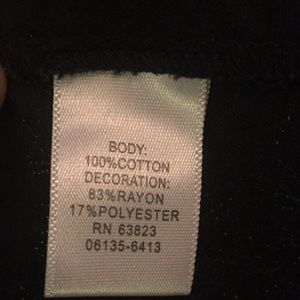 BODY:
100%COTTON
DECORATION:
83%RAYON
17%POLYESTER
RN 63823
06135-6413